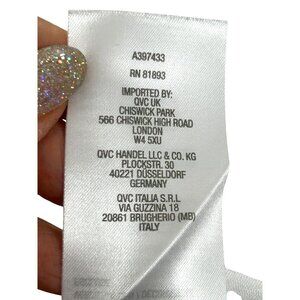 A397433
RN 81893
IMPORTED BY:
QVC UK
CHISWICK PARK
566 CHISWICK HIGH ROAD
LONDON
W4 5XU
QVC HANDEL LLC & CO. KG
PLOCKSTR. 30
40221 DÜSSELDORF
GERMANY
QVC ITALIA S.R.L
VIA GUZZINA 18
20861 BRUGHERIO (MB)
ITALY